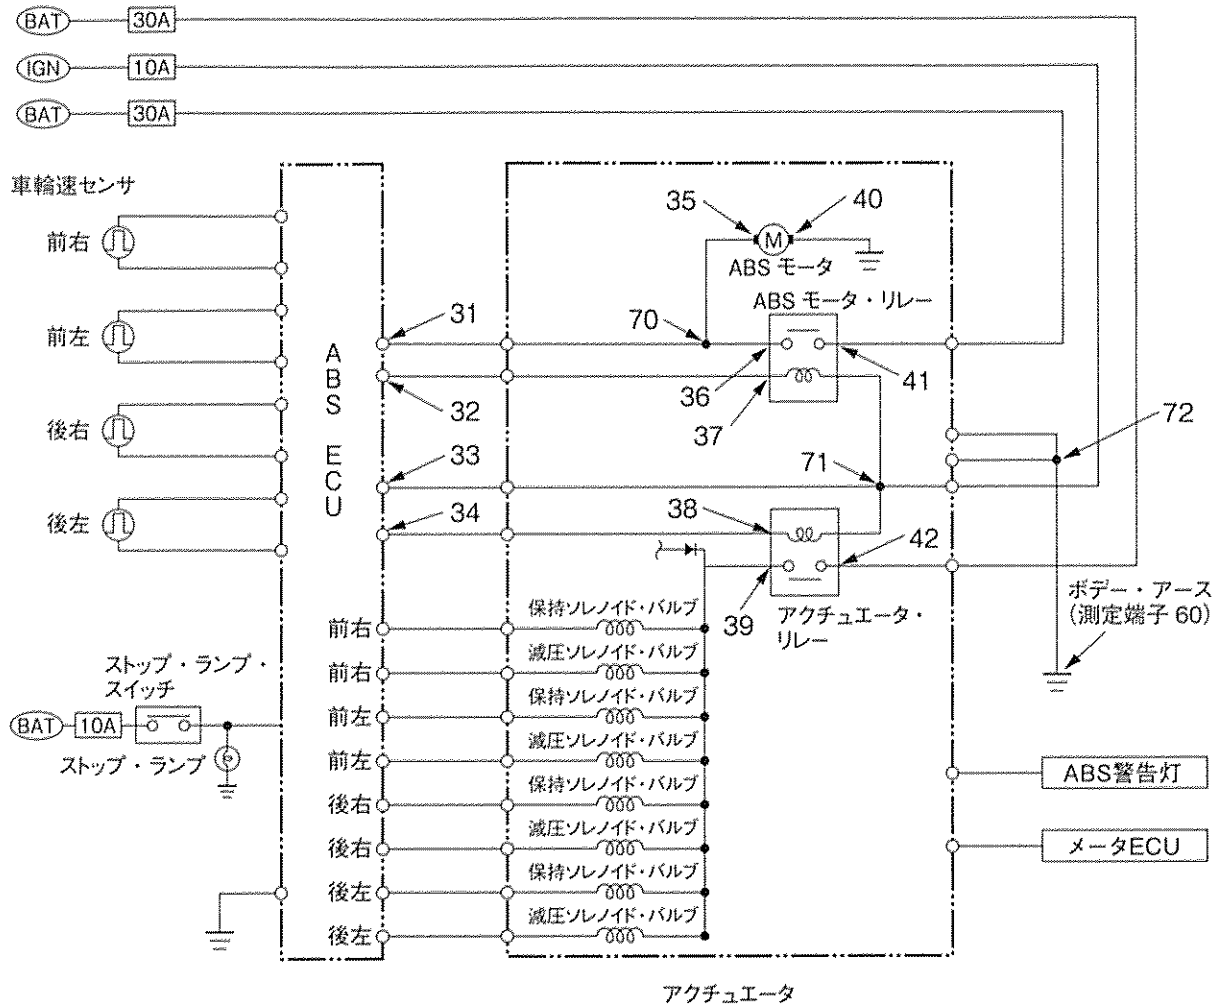 BAT 30A
IGN 10A
BAT 30A
車輪速センサ
前右
前左
後右
後左
ABS ECU
31
32
33
34
35
40
M
ABS モータ
ABS モータ・リレー
70
36
37
41
71
72
38
42
39
アクチュエータ・
リレー
ボデー・アース
(測定端子 60)
前右 保持ソレノイド・バルブ
前右 減圧ソレノイド・バルブ
前左 保持ソレノイド・バルブ
前左 減圧ソレノイド・バルブ
後右 保持ソレノイド・バルブ
後右 減圧ソレノイド・バルブ
後左 保持ソレノイド・バルブ
後左 減圧ソレノイド・バルブ
ストップ・ランプ・
スイッチ
BAT 10A
ストップ・ランプ
ABS警告灯
メータECU
アクチュエータ